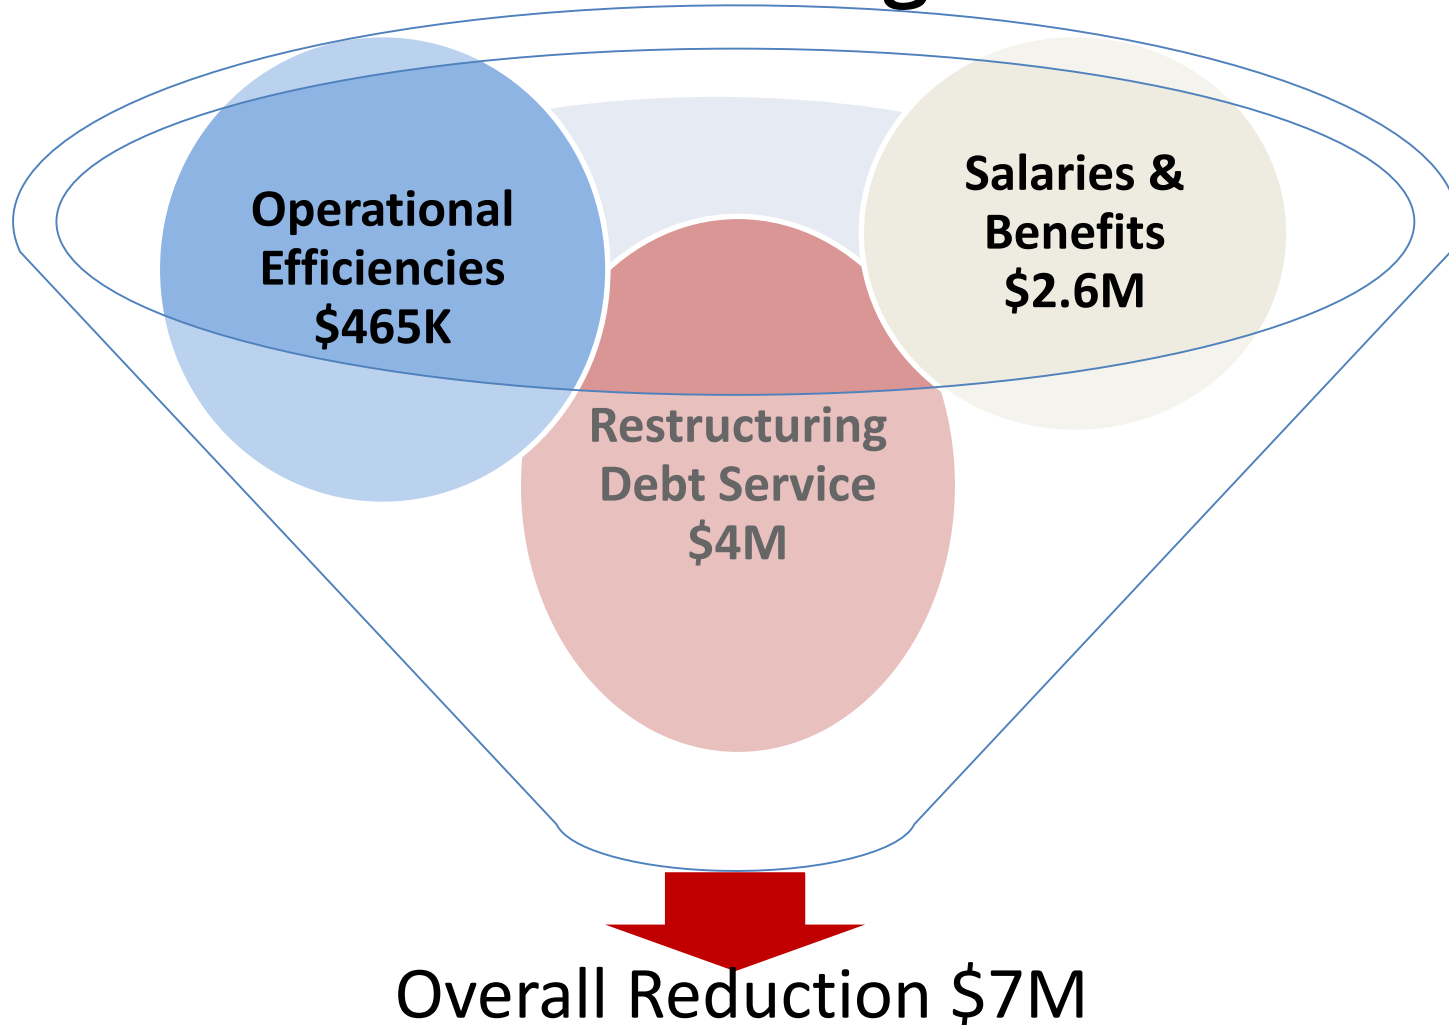 Operational
Efficiencies
$465K
Salaries &
Benefits
$2.6M
Restructuring
Debt Service
$4M
Overall Reduction $7M